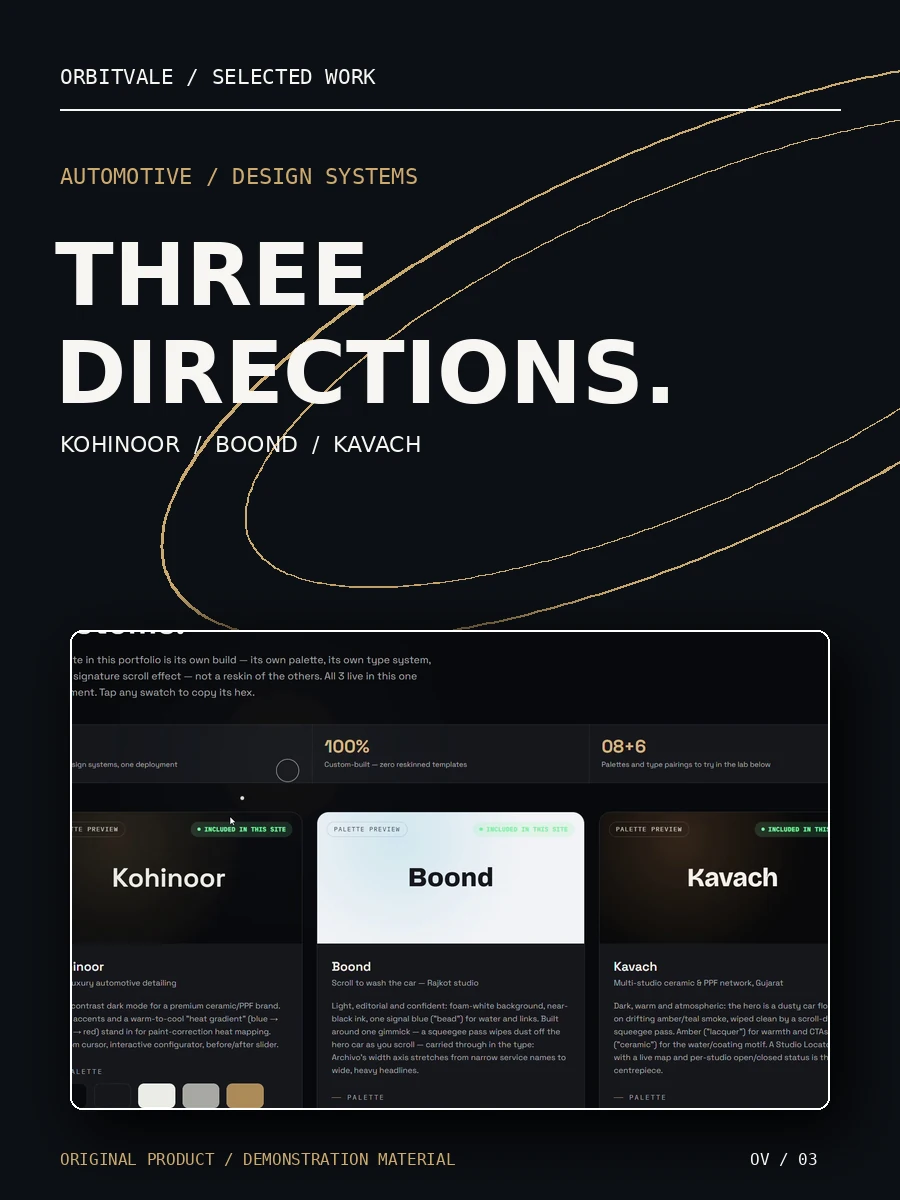 ORBITVALE / SELECTED WORK
AUTOMOTIVE / DESIGN SYSTEMS
THREE
DIRECTIONS.
KOHINOOR / BOOND / KAVACH
te in this portfolio is its own build — its own palette, its own type system,
signature scroll effect — not a reskin of the others. All 3 live in this one
ment. Tap any swatch to copy its hex.
sign systems, one deployment
100%
Custom-built — zero reskinned templates
08+6
Palettes and type pairings to try in the lab below
TE PREVIEW
INCLUDED IN THIS SITE
Kohinoor
inoor
uxury automotive detailing
contrast dark mode for a premium ceramic/PPF brand.
accents and a warm-to-cool "heat gradient" (blue →
→ red) stand in for paint-correction heat mapping.
m cursor, interactive configurator, before/after slider.
ALETTE
PALETTE PREVIEW
INCLUDED IN THIS SITE
Boond
Boond
Scroll to wash the car — Rajkot studio
Light, editorial and confident: foam-white background, near-
black ink, one signal blue ("bead") for water and links. Built
around one gimmick — a squeegee pass wipes dust off the
hero car as you scroll — carried through in the type:
Archivo's width axis stretches from narrow service names to
wide, heavy headlines.
— PALETTE
PALETTE PREVIEW
INCLUDED IN THIS
Kavach
Kavach
Multi-studio ceramic & PPF network, Gujarat
Dark, warm and atmospheric: the hero is a dusty car flo
on drifting amber/teal smoke, wiped clean by a scroll-d
squeegee pass. Amber ("lacquer") for warmth and CTAs
("ceramic") for the water/coating motif. A Studio Locato
with a live map and per-studio open/closed status is th
centrepiece.
— PALETTE
ORIGINAL PRODUCT / DEMONSTRATION MATERIAL
OV / 03